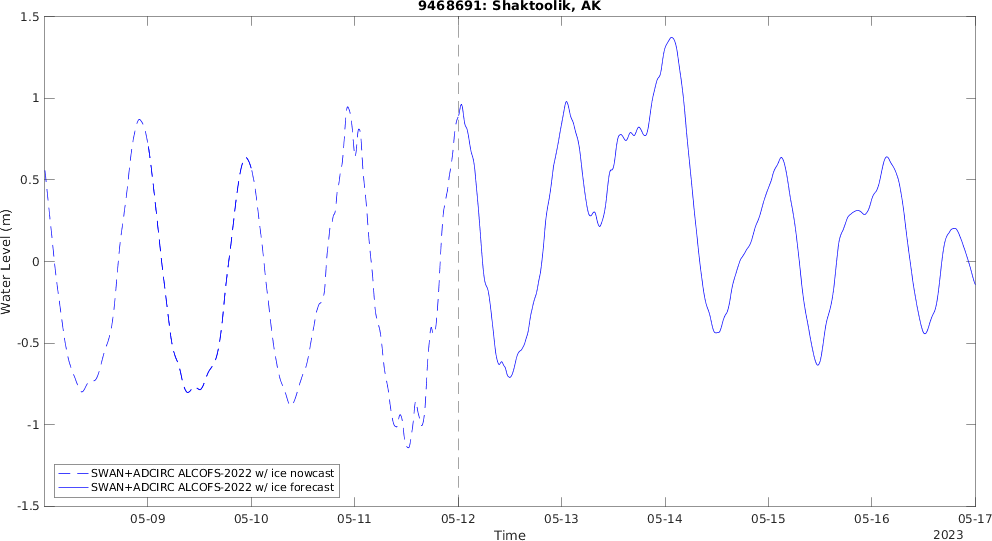 9468691: Shaktoolik, AK
Water Level (m)
1.5
1
0.5
0
-0.5
-1
-1.5
SWAN+ADCIRC ALCOFS-2022 w/ ice nowcast
SWAN+ADCIRC ALCOFS-2022 w/ ice forecast
05-09 05-10 05-11 05-12 05-13 05-14 05-15 05-16 05-17
Time
2023